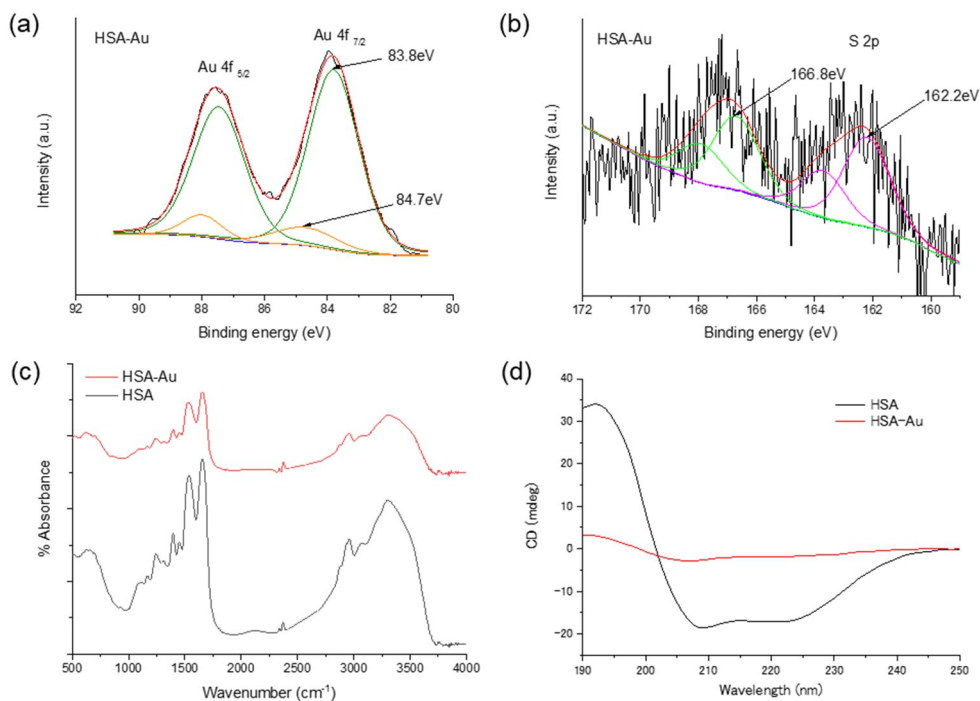 (a)
HSA-Au
Au 4f 5/2
Au 4f 7/2
83.8eV
84.7eV
Intensity (a.u.)
92 90 88 86 84 82 80
Binding energy (eV)
(b)
HSA-Au
S 2p
166.8eV
162.2eV
Intensity (a.u.)
172 170 168 166 164 162 160
Binding energy (eV)
(c)
HSA-Au
HSA
% Absorbance
500 1000 1500 2000 2500 3000 3500 4000
Wavenumber (cm-1)
(d)
HSA
HSA-Au
CD (mdeg)
40
30
20
10
0
-10
-20
190 200 210 220 230 240 250
Wavelength (nm)